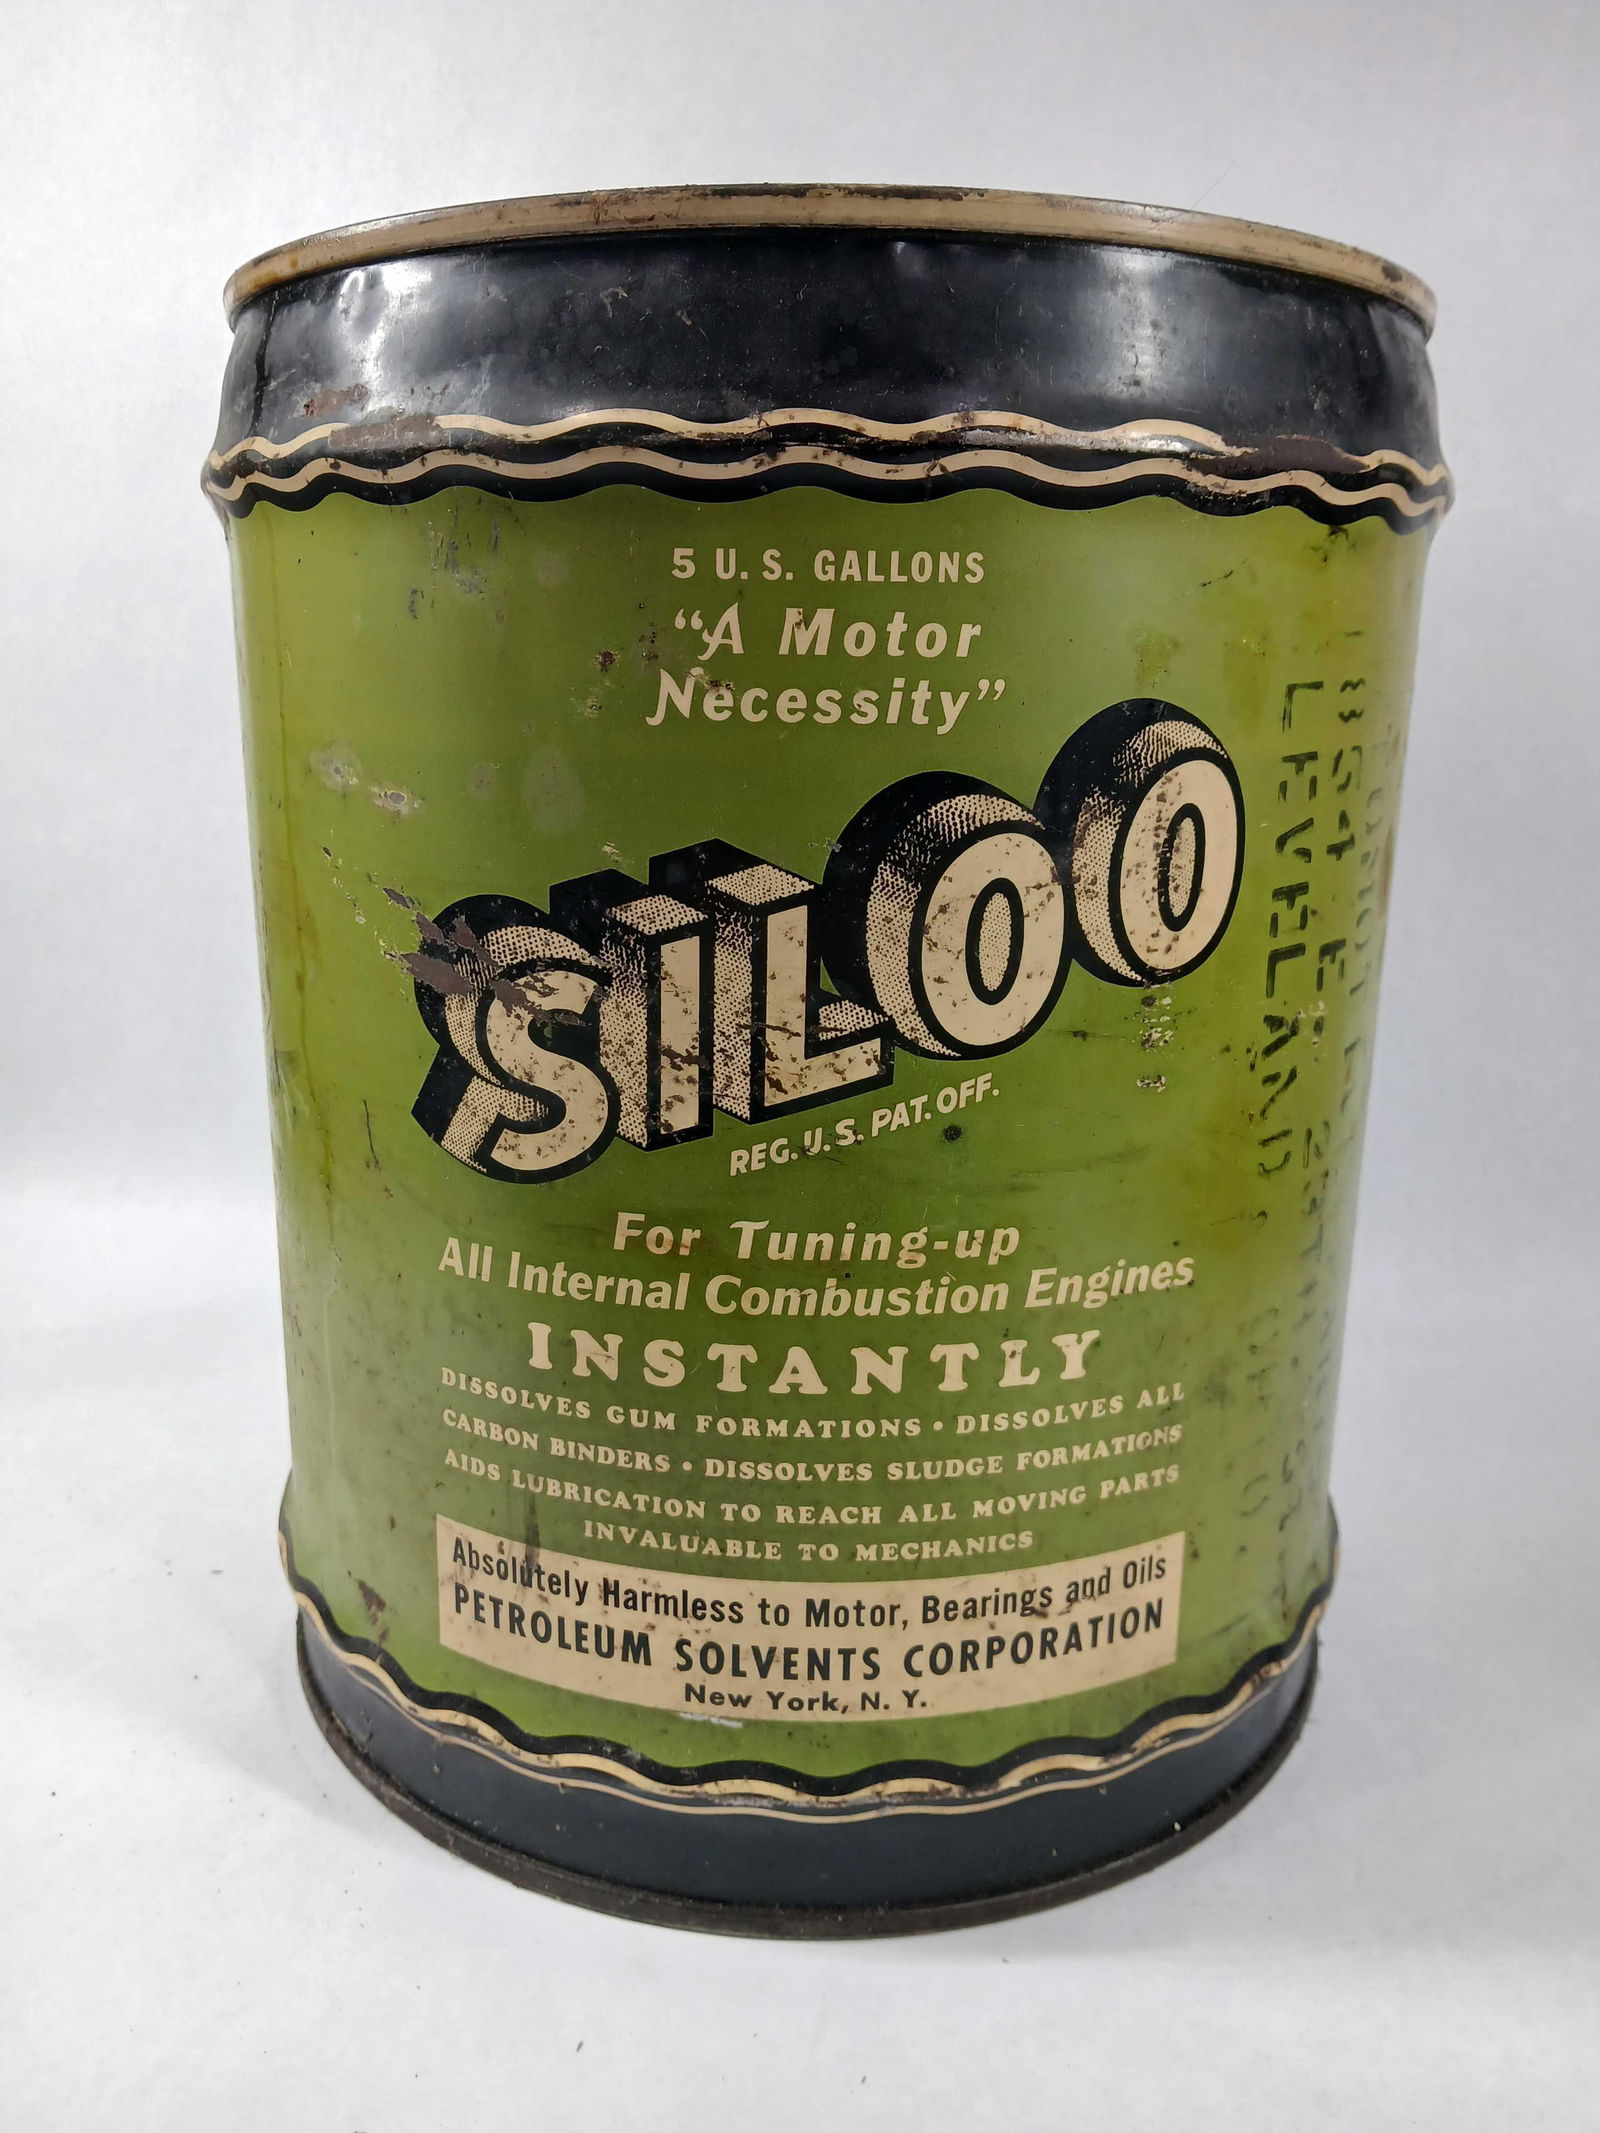 5 U. S. GALLONS
“A Motor
Necessity”
SILOO
REG. U. S. PAT. OFF.
For Tuning-up
All Internal Combustion Engines
INSTANTLY
DISSOLVES GUM FORMATIONS • DISSOLVES ALL
CARBON BINDERS • DISSOLVES SLUDGE FORMATIONS
AIDS LUBRICATION TO REACH ALL MOVING PARTS
INVALUABLE TO MECHANICS
Absolutely Harmless to Motor, Bearings and Oils
PETROLEUM SOLVENTS CORPORATION
New York, N. Y.
LEVELAND. OHIO.